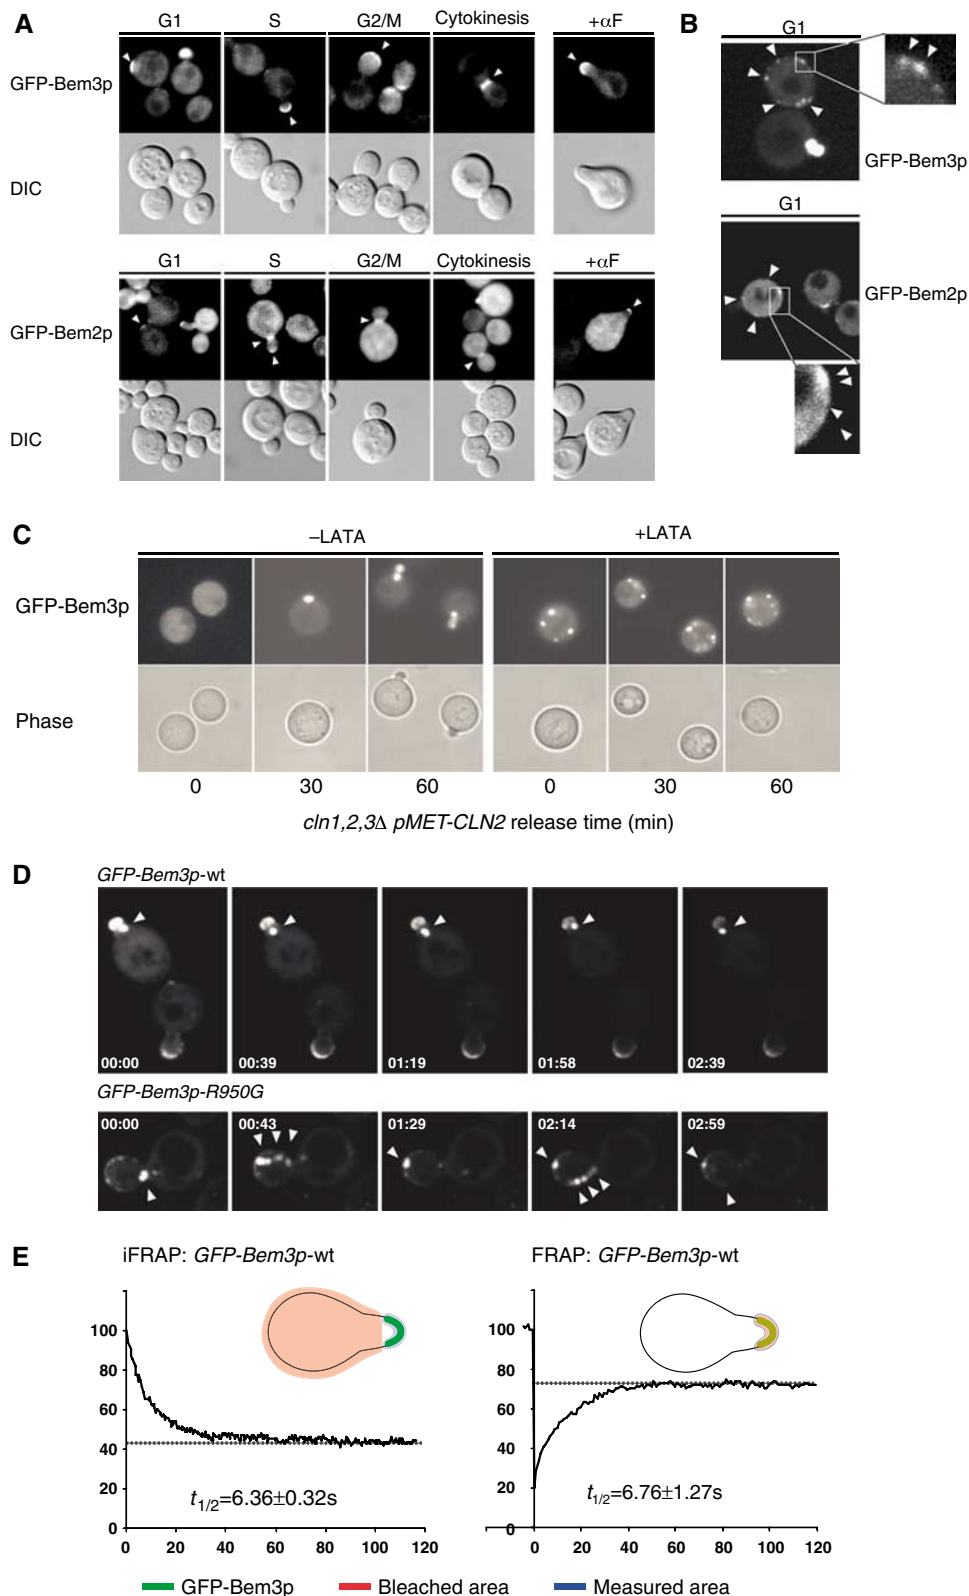 A
G1
S
G2/M
Cytokinesis
+αF
GFP-Bem3p
DIC
G1
S
G2/M
Cytokinesis
+αF
GFP-Bem2p
DIC
B
G1
GFP-Bem3p
G1
GFP-Bem2p
C
–LATA
+LATA
GFP-Bem3p
Phase
0
30
60
0
30
60
cln1,2,3Δ pMET-CLN2 release time (min)
D
GFP-Bem3p-wt
00:00
00:39
01:19
01:58
02:39
GFP-Bem3p-R950G
00:00
00:43
01:29
02:14
02:59
E
iFRAP: GFP-Bem3p-wt
100
80
60
40
20
0
t1/2=6.36±0.32s
0
20
40
60
80
100
120
FRAP: GFP-Bem3p-wt
100
80
60
40
20
0
t1/2=6.76±1.27s
0
20
40
60
80
100
120
GFP-Bem3p
Bleached area
Measured area